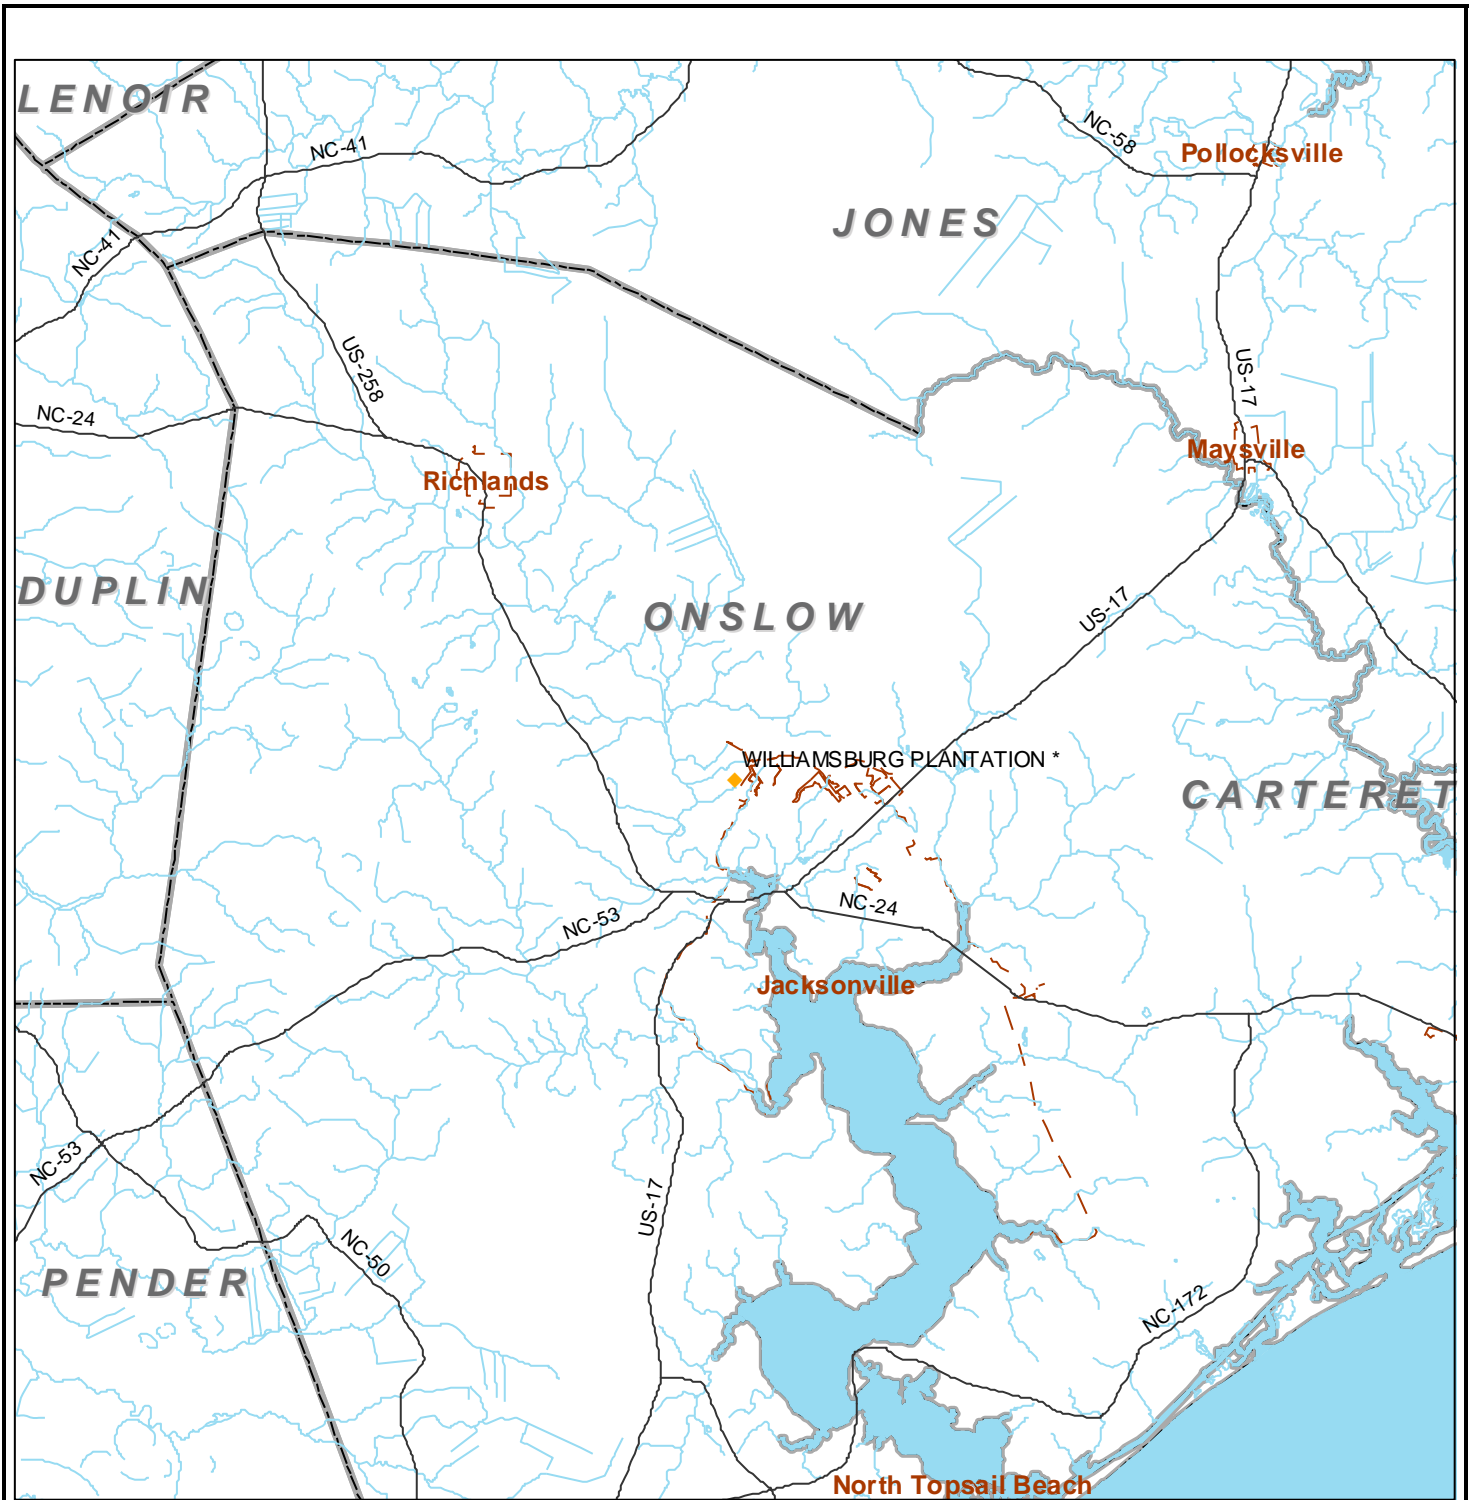 LENOIR
NC-41
NC-58
Pollocksville
JONES
NC-41
US-258
US-17
NC-24
Maysville
Richlands
DUPLIN
ONSLOW
US-17
WILLIAMSBURG PLANTATION *
CARTERET
NC-24
NC-53
Jacksonville
NC-53
US-17
NC-50
PENDER
NC-172
North Topsail Beach